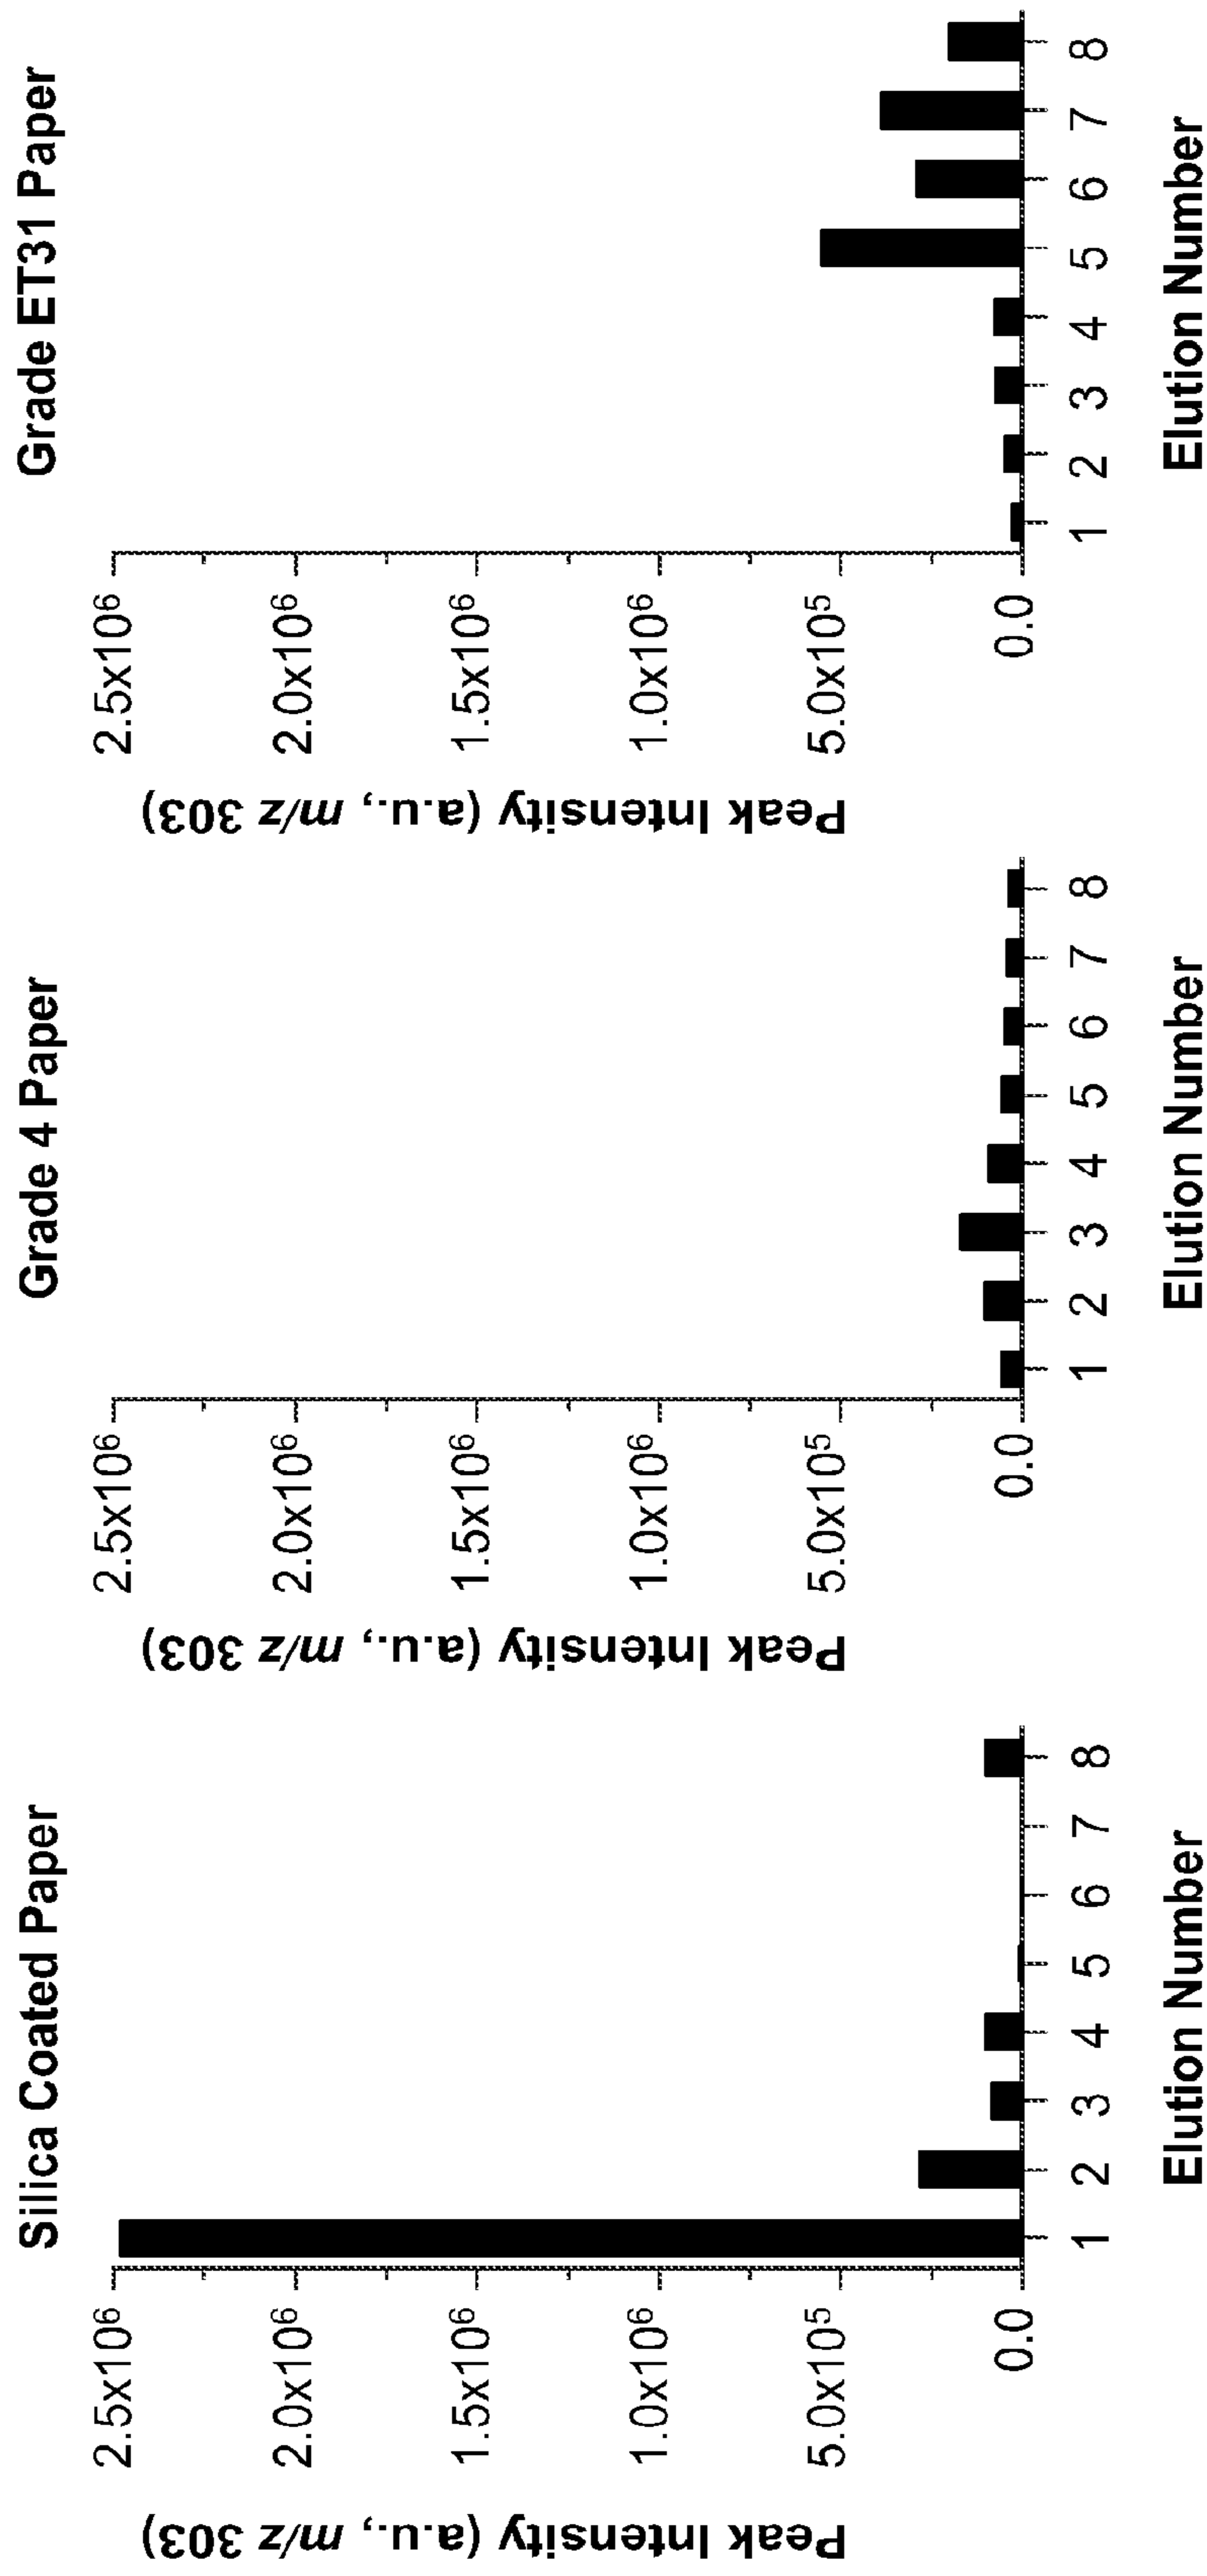 Silica Coated Paper
Peak Intensity (a.u., m/z 303)
2.5x10⁶
2.0x10⁶
1.5x10⁶
1.0x10⁶
5.0x10⁵
0.0
1 2 3 4 5 6 7 8
Elution Number
Grade 4 Paper
Peak Intensity (a.u., m/z 303)
2.5x10⁶
2.0x10⁶
1.5x10⁶
1.0x10⁶
5.0x10⁵
0.0
1 2 3 4 5 6 7 8
Elution Number
Grade ET31 Paper
Peak Intensity (a.u., m/z 303)
2.5x10⁶
2.0x10⁶
1.5x10⁶
1.0x10⁶
5.0x10⁵
0.0
1 2 3 4 5 6 7 8
Elution Number